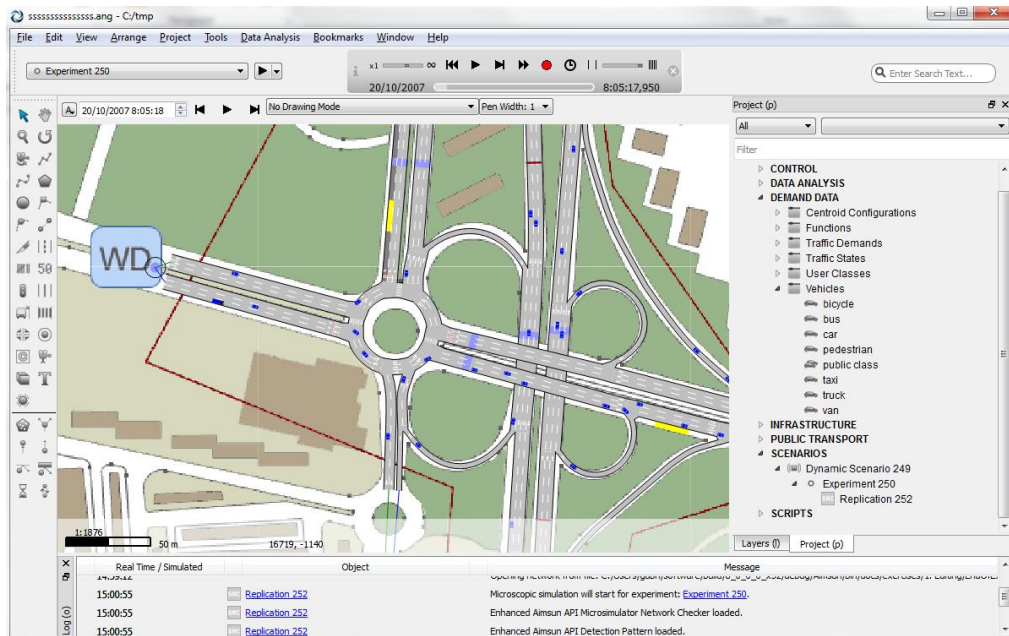 ssssssssssssss.ang - C:/tmp
File Edit View Arrange Project Tools Data Analysis Bookmarks Window Help
Experiment 250
x1
20/10/2007 8:05:17,950
Enter Search Text...
20/10/2007 8:05:18
No Drawing Mode
Pen Width: 1
Project (p)
All
Filter
CONTROL
DATA ANALYSIS
DEMAND DATA
Centroid Configurations
Functions
Traffic Demands
Traffic States
User Classes
Vehicles
bicycle
bus
car
pedestrian
public class
taxi
truck
van
INFRASTRUCTURE
PUBLIC TRANSPORT
SCENARIOS
Dynamic Scenario 249
Experiment 250
Replication 252
SCRIPTS
Layers (l) Project (p)
50
WD
1:1876
50 m
16719, -1140
Log (o)
Real Time / Simulated Object Message
15:00:55 Replication 252 Microscopic simulation will start for experiment: Experiment 250.
15:00:55 Replication 252 Enhanced Aimsun API Microsimulator Network Checker loaded.
15:00:55 Replication 252 Enhanced Aimsun API Detection Pattern loaded.